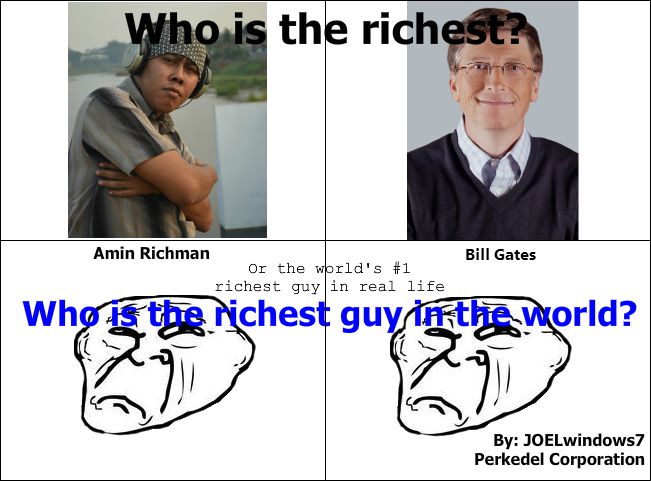 Who is the richest?
Amin Richman
Bill Gates
Or the world's #1
richest guy in real life
Who is the richest guy in the world?
By: JOELwindows7
Perkedel Corporation